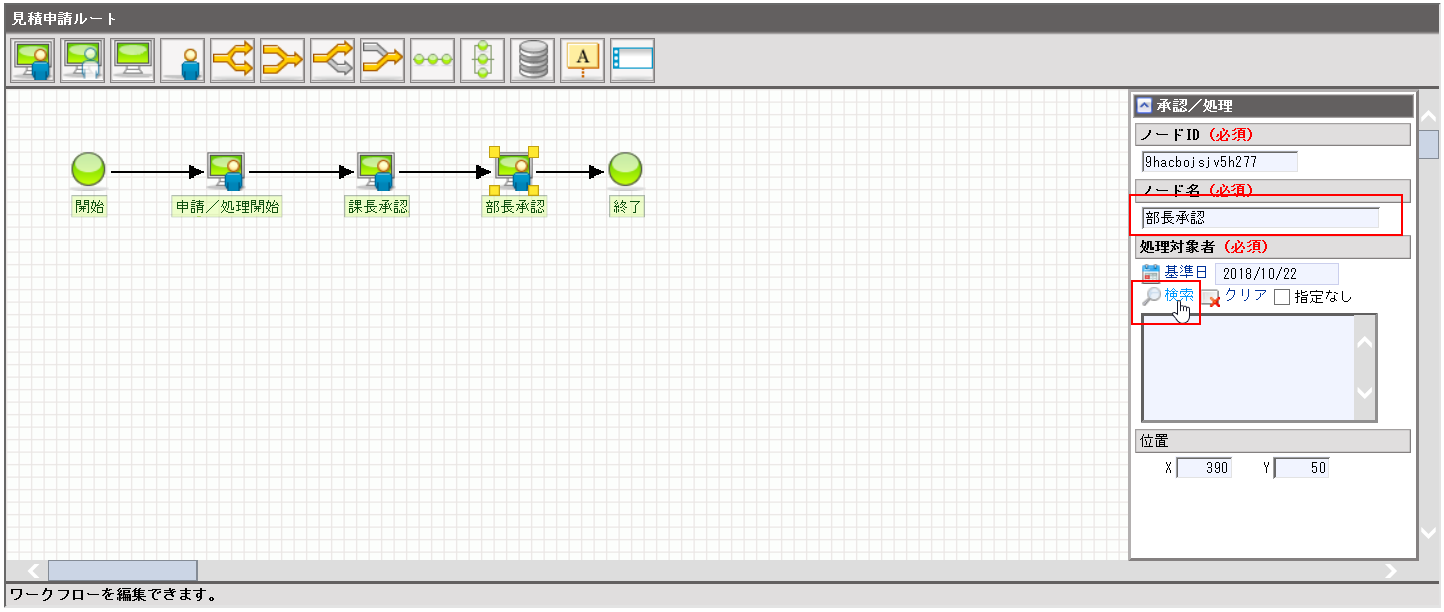 見積申請ルート
A
承認／処理
ノードID（必須）
9hacbojsjv5h277
ノード名（必須）
部長承認
処理対象者（必須）
基準日 2018/10/22
検索 クリア 指定なし
位置
X 390 Y 50
開始 申請／処理開始 課長承認 部長承認 終了
ワークフローを編集できます。